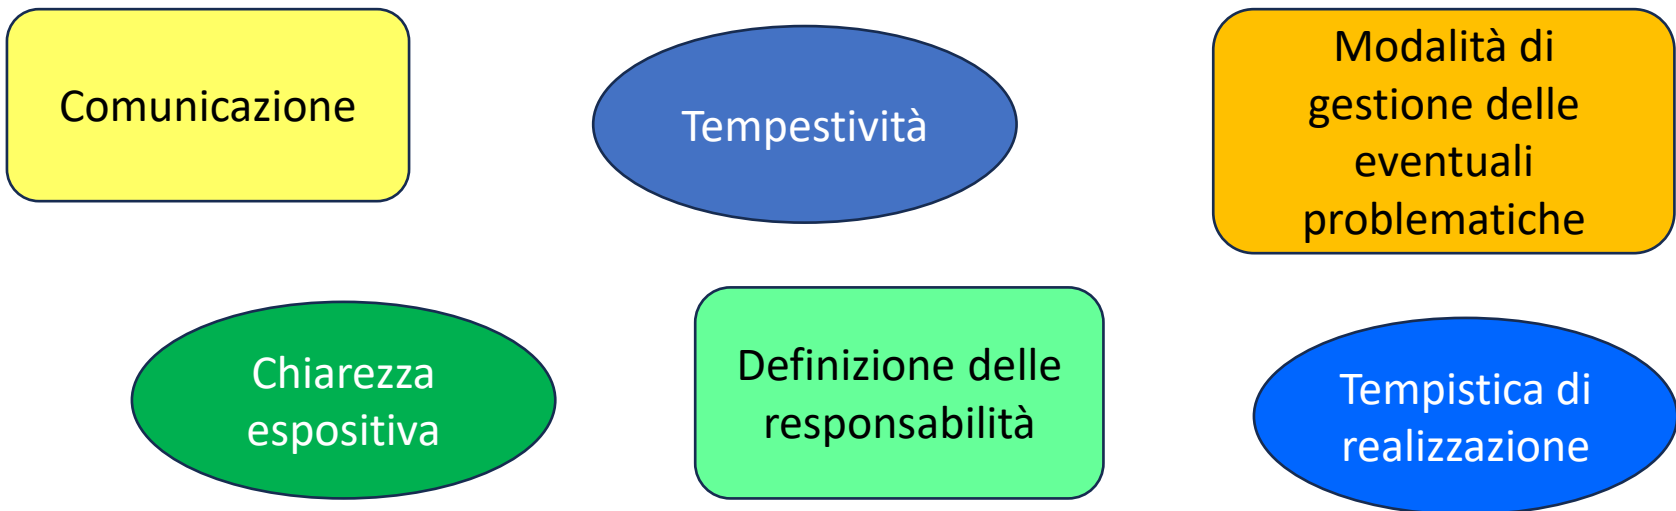 Comunicazione
Tempestività
Modalità di
gestione delle
eventuali
problematiche
Chiarezza
espositiva
Definizione delle
responsabilità
Tempistica di
realizzazione